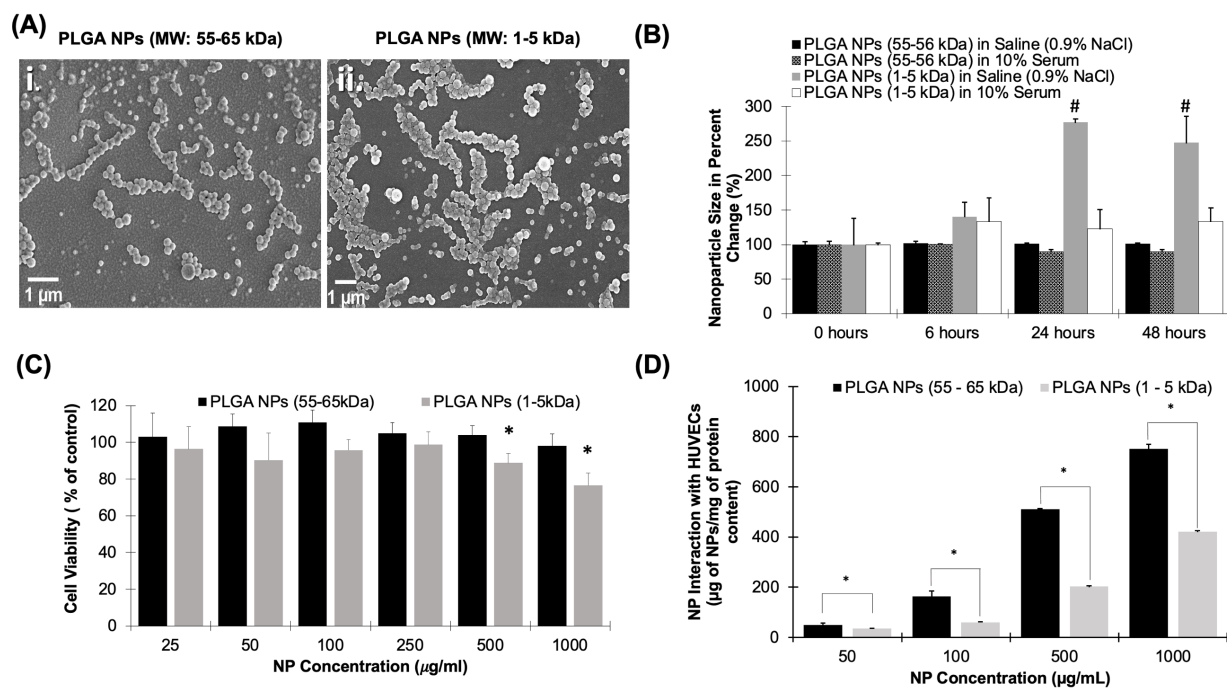 (A)
PLGA NPs (MW: 55-65 kDa)
PLGA NPs (MW: 1-5 kDa)
i.
ii.
1 µm
1 µm
(B)
PLGA NPs (55-56 kDa) in Saline (0.9% NaCl)
PLGA NPs (55-56 kDa) in 10% Serum
PLGA NPs (1-5 kDa) in Saline (0.9% NaCl)
PLGA NPs (1-5 kDa) in 10% Serum
Nanoparticle Size in Percent
Change (%)
300
250
200
150
100
50
0
#
#
0 hours
6 hours
24 hours
48 hours
(C)
PLGA NPs (55-65kDa)
PLGA NPs (1-5kDa)
Cell Viability ( % of control)
120
100
80
60
40
20
0
*
*
25
50
100
250
500
1000
NP Concentration (µg/ml)
(D)
PLGA NPs (55 - 65 kDa)
PLGA NPs (1 - 5 kDa)
NP Interaction with HUVECs
(µg of NPs/mg of protein
content)
1000
800
600
400
200
0
*
*
*
*
50
100
500
1000
NP Concentration (µg/mL)